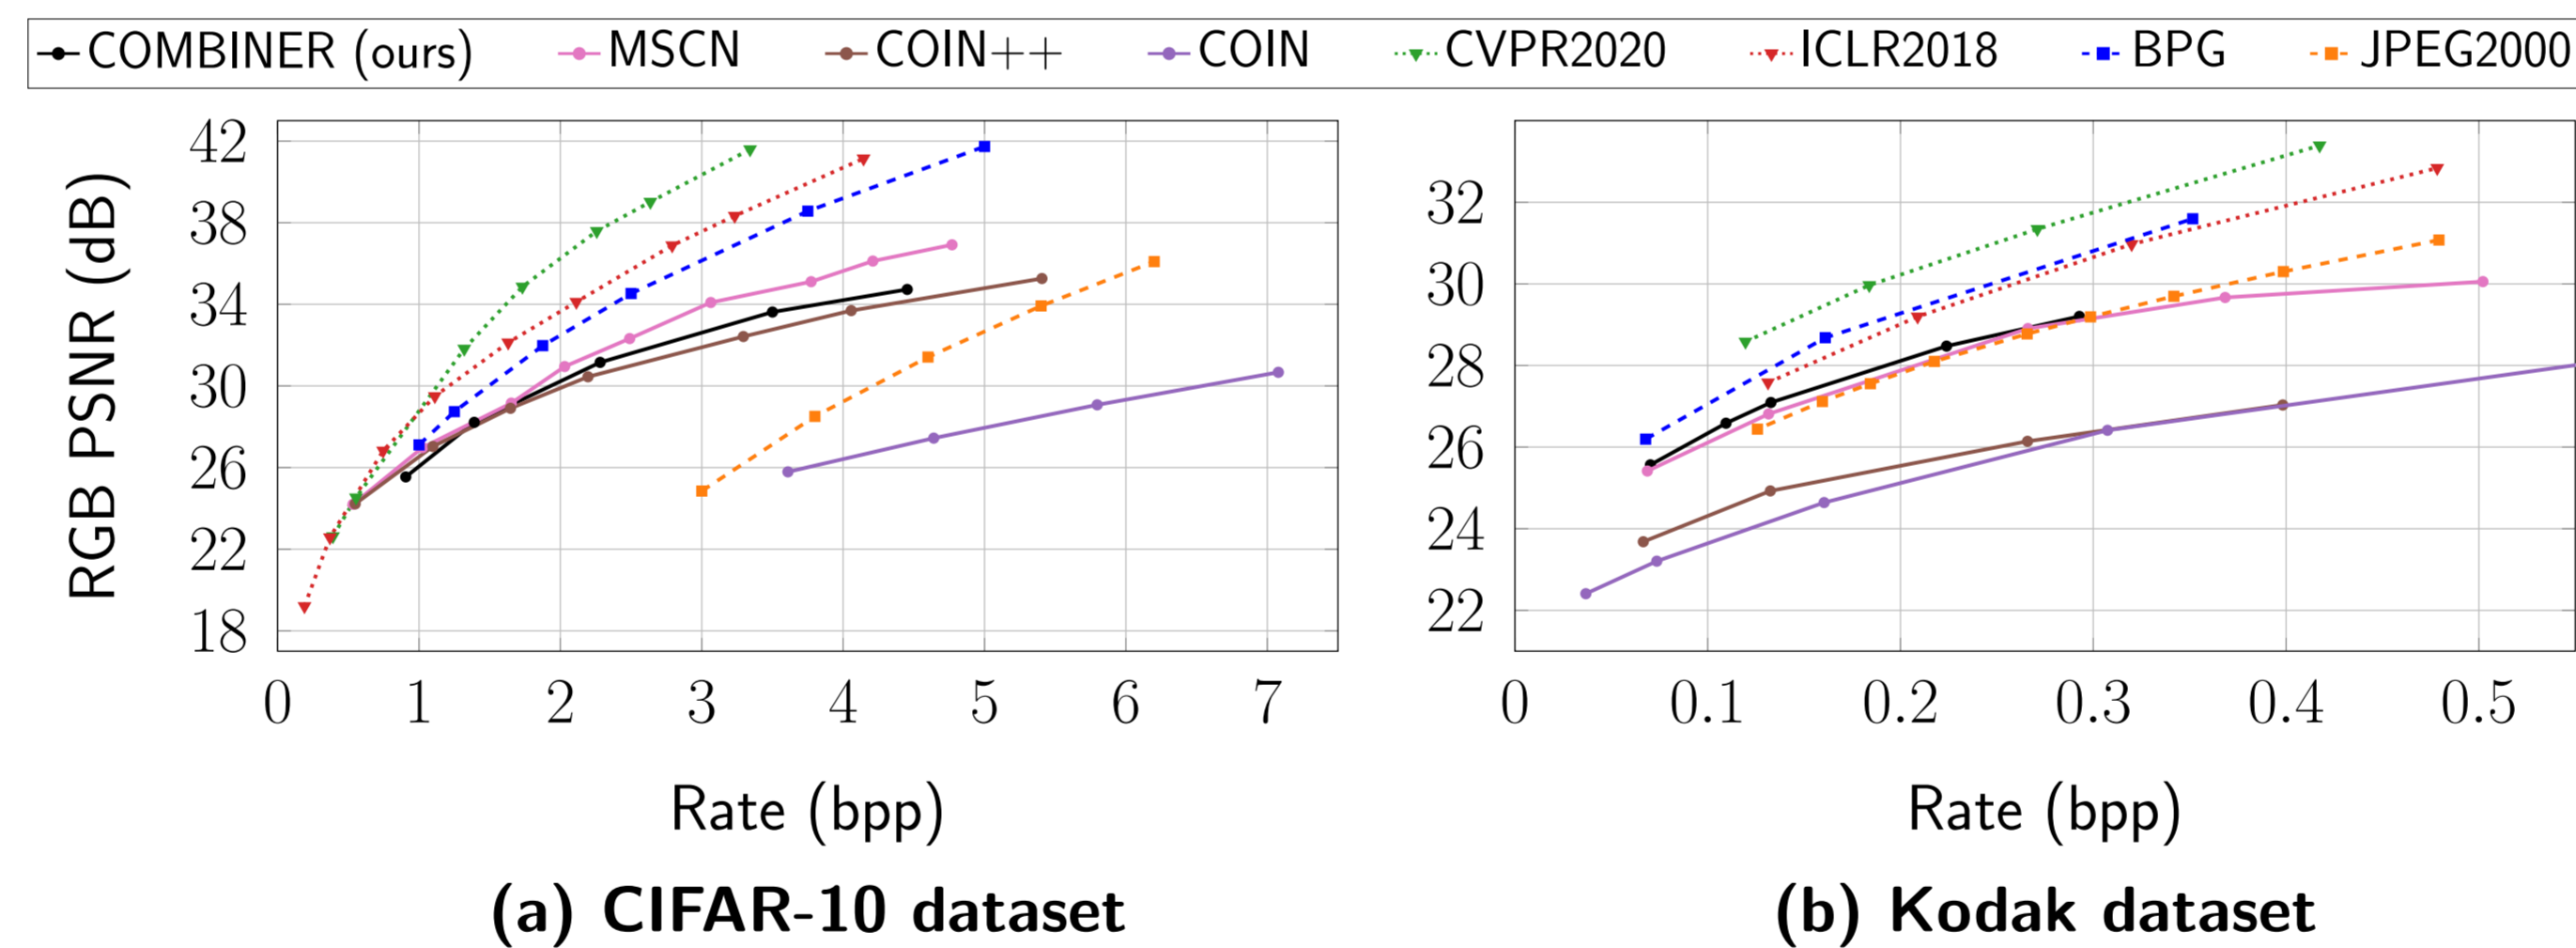 COMBINER (ours) MSCN COIN++ COIN CVPR2020 ICLR2018 BPG JPEG2000
RGB PSNR (dB)
42
38
34
30
26
22
18
0 1 2 3 4 5 6 7
Rate (bpp)
(a) CIFAR-10 dataset
32
30
28
26
24
22
0 0.1 0.2 0.3 0.4 0.5
Rate (bpp)
(b) Kodak dataset